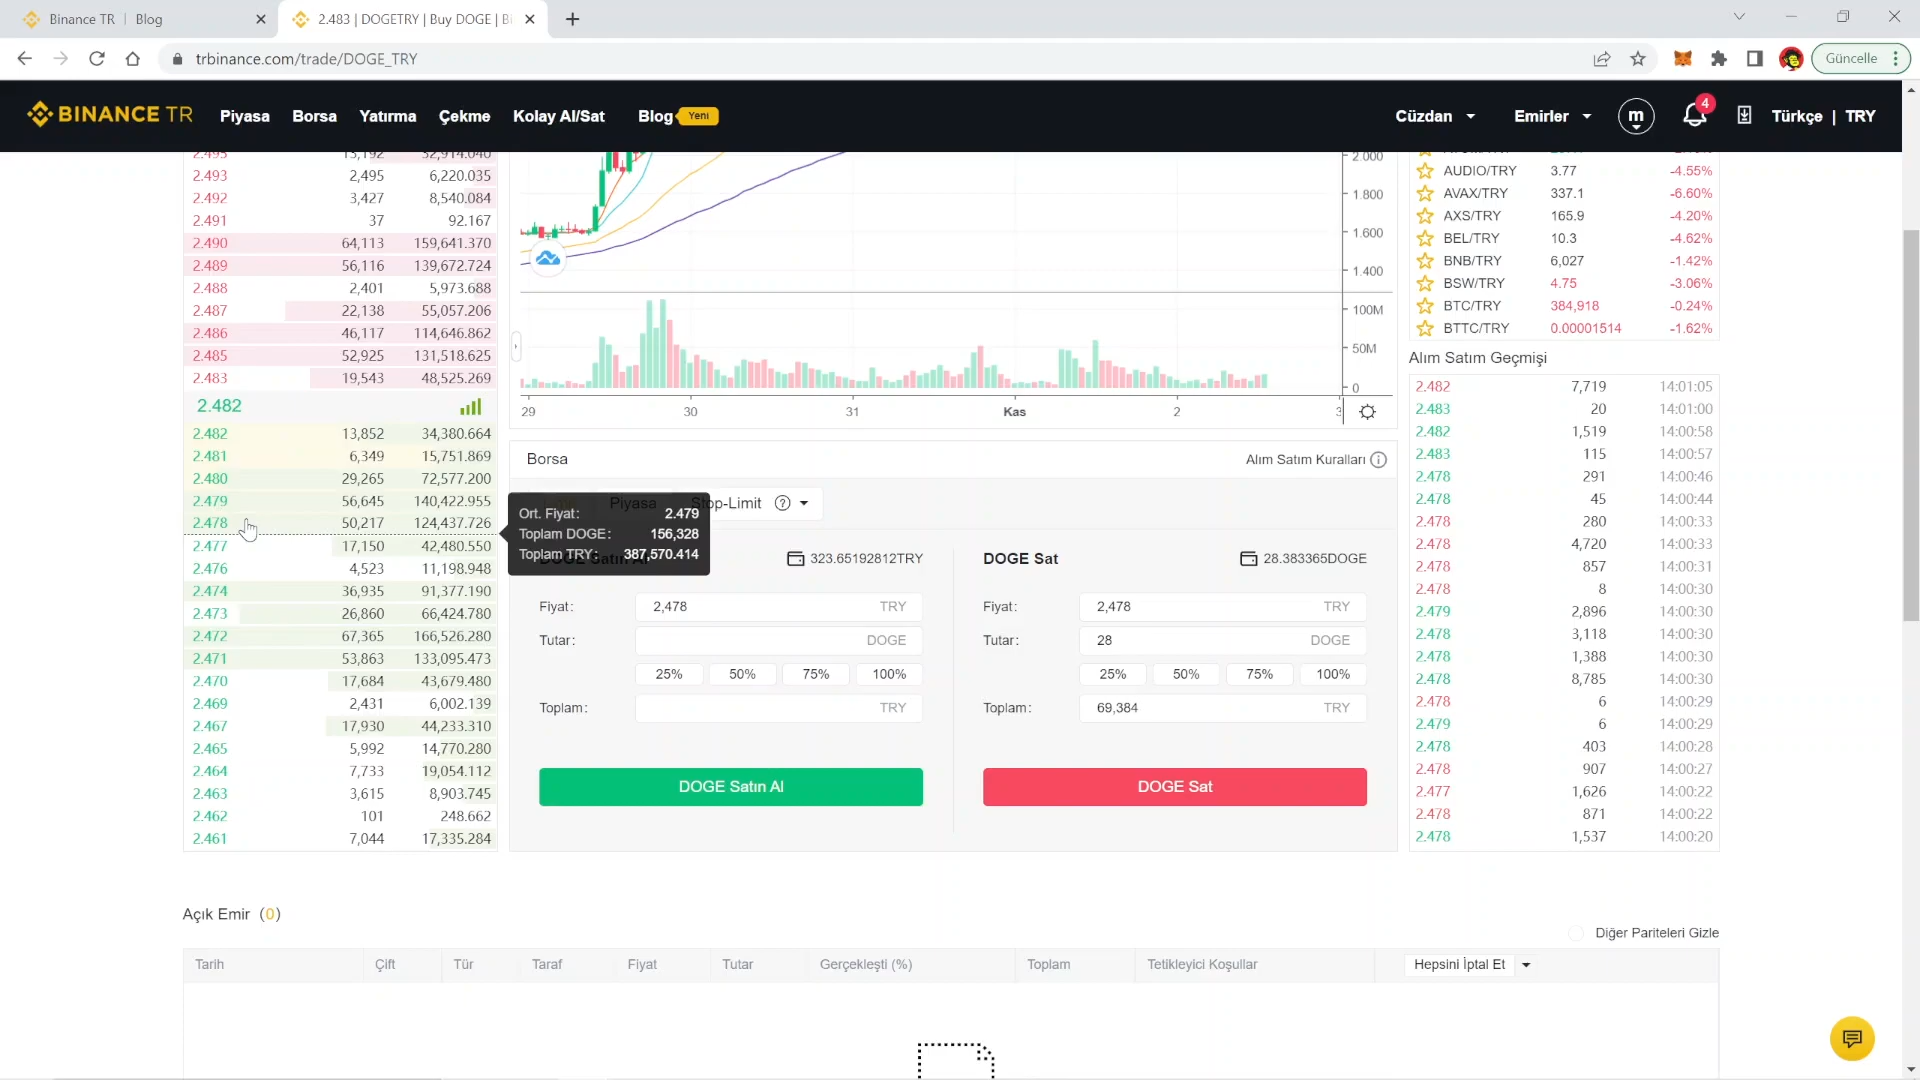 Binance TR | Blog
2.483 | DOGETRY | Buy DOGE | Bi
trbinance.com/trade/DOGE_TRY
Güncelle
BINANCE TR
Piyasa
Borsa
Yatırma
Çekme
Kolay Al/Sat
Blog
Yeni
Cüzdan
Emirler
m
4
Türkçe | TRY
2.495 13,192 32,914.040
2.493 2,495 6,220.035
2.492 3,427 8,540.084
2.491 37 92.167
2.490 64,113 159,641.370
2.489 56,116 139,672.724
2.488 2,401 5,973.688
2.487 22,138 55,057.206
2.486 46,117 114,646.862
2.485 52,925 131,518.625
2.483 19,543 48,525.269
2.482
2.482 13,852 34,380.664
2.481 6,349 15,751.869
2.480 29,265 72,577.200
2.479 56,645 140,422.955
2.478 50,217 124,437.726
2.477 17,150 42,480.550
2.476 4,523 11,198.948
2.474 36,935 91,377.190
2.473 26,860 66,424.780
2.472 67,365 166,526.280
2.471 53,863 133,095.473
2.470 17,684 43,679.480
2.469 2,431 6,002.139
2.467 17,930 44,233.310
2.465 5,992 14,770.280
2.464 7,733 19,054.112
2.463 3,615 8,903.745
2.462 101 248.662
2.461 7,044 17,335.284
2.000
1.800
1.600
1.400
100M
50M
0
29 30 31 Kas 2 3
Borsa
Alım Satım Kuralları
Piyasa
Stop-Limit
Ort. Fiyat: 2.479
Toplam DOGE: 156,328
Toplam TRY: 387,570.414
DOGE Satın Al
323.65192812TRY
Fiyat: 2,478 TRY
Tutar: DOGE
25% 50% 75% 100%
Toplam: TRY
DOGE Satın Al
DOGE Sat
28.383365DOGE
Fiyat: 2,478 TRY
Tutar: 28 DOGE
25% 50% 75% 100%
Toplam: 69,384 TRY
DOGE Sat
AUDIO/TRY 3.77 -4.55%
AVAX/TRY 337.1 -6.60%
AXS/TRY 165.9 -4.20%
BEL/TRY 10.3 -4.62%
BNB/TRY 6,027 -1.42%
BSW/TRY 4.75 -3.06%
BTC/TRY 384,918 -0.24%
BTTC/TRY 0.00001514 -1.62%
Alım Satım Geçmişi
2.482 7,719 14:01:05
2.483 20 14:01:00
2.482 1,519 14:00:58
2.483 115 14:00:57
2.478 291 14:00:46
2.478 45 14:00:44
2.478 280 14:00:33
2.478 4,720 14:00:33
2.478 857 14:00:31
2.478 8 14:00:30
2.479 2,896 14:00:30
2.478 3,118 14:00:30
2.478 1,388 14:00:30
2.478 8,785 14:00:30
2.478 6 14:00:29
2.479 6 14:00:29
2.478 403 14:00:28
2.478 907 14:00:27
2.477 1,626 14:00:22
2.478 871 14:00:22
2.478 1,537 14:00:20
Açık Emir (0)
Diğer Pariteleri Gizle
Tarih Çift Tür Taraf Fiyat Tutar Gerçekleşti (%) Toplam Tetikleyici Koşullar Hepsini İptal Et